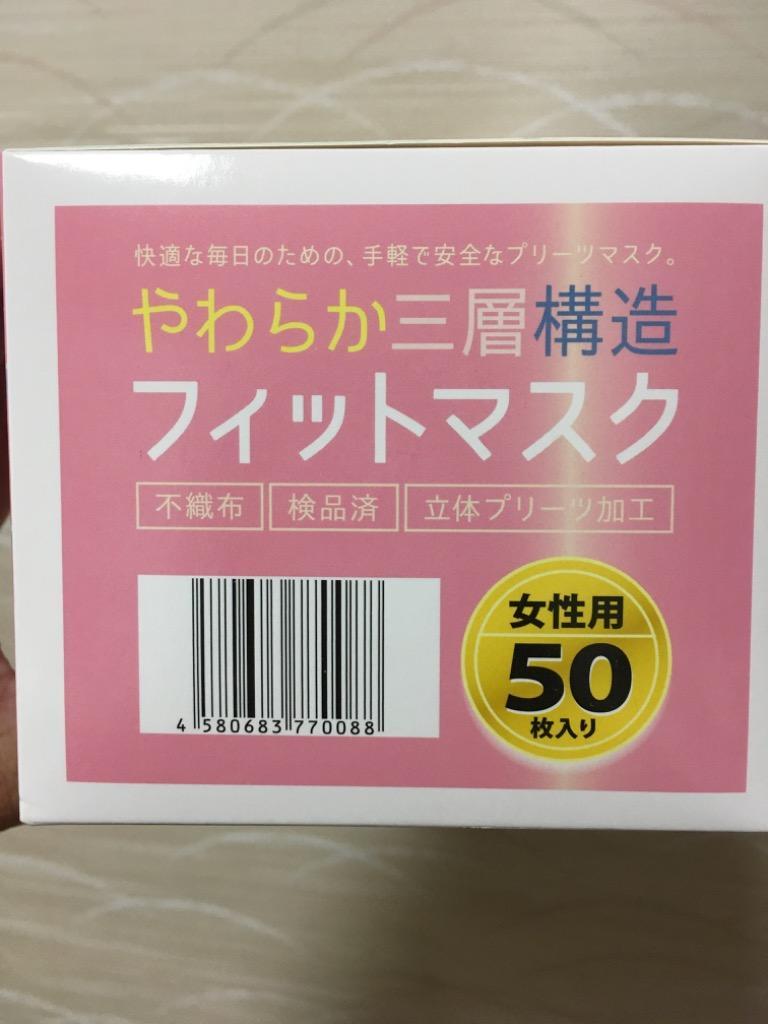 快適な毎日のための、手軽で安全なプリーツマスク。
やわらか三層構造
フィットマスク
不織布 検品済 立体プリーツ加工
女性用
50
枚入り
4 580683 770088